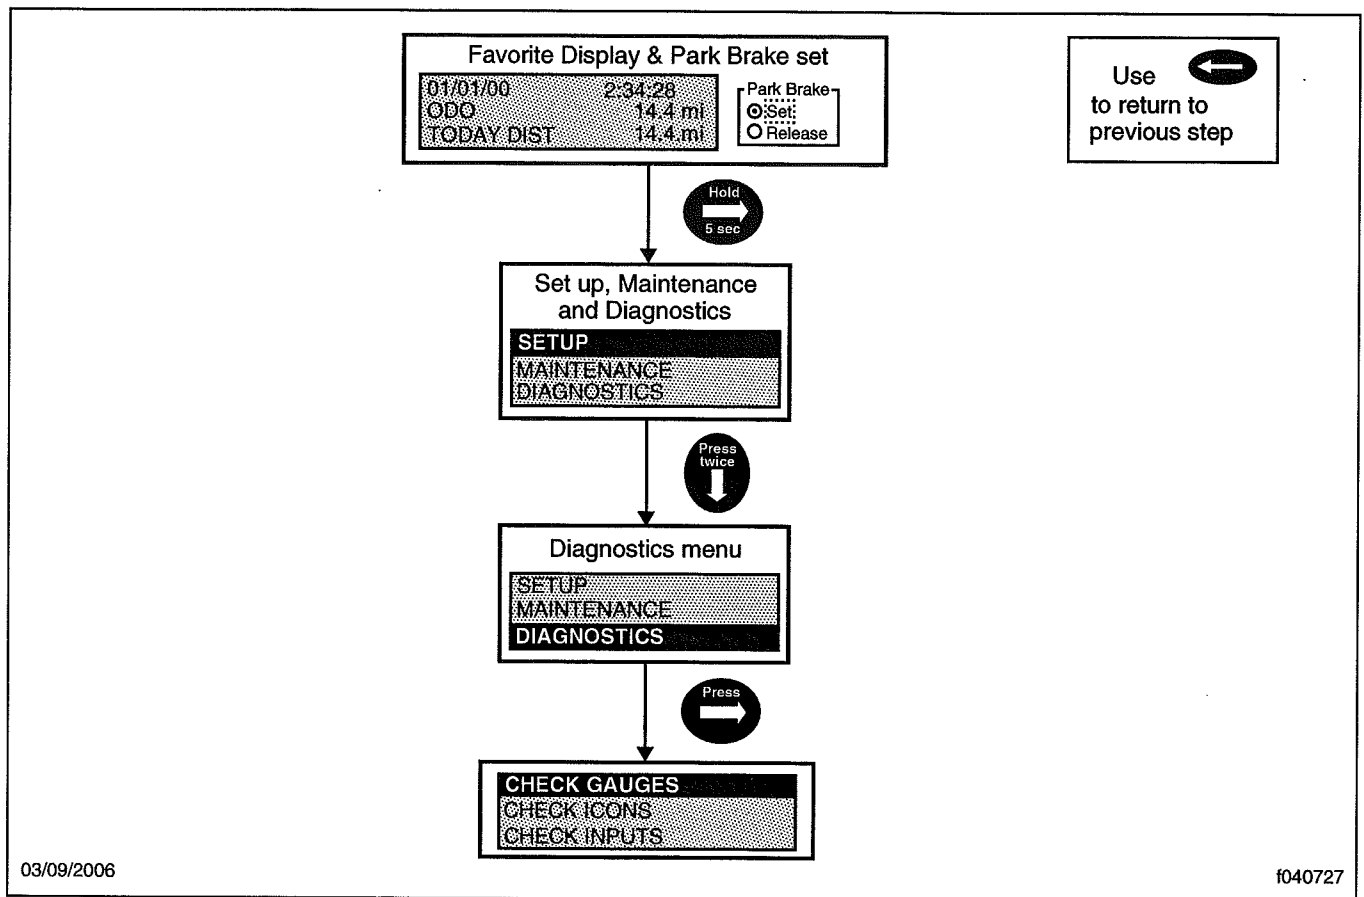 Favorite Display & Park Brake set
01/01/00 2:34:28
ODO 14.4 mi
TODAY DIST 14.4 mi
Park Brake
Set
Release
Use
to return to
previous step
Hold
5 sec
Set up, Maintenance
and Diagnostics
SETUP
MAINTENANCE
DIAGNOSTICS
Press
twice
Diagnostics menu
SETUP
MAINTENANCE
DIAGNOSTICS
Press
CHECK GAUGES
CHECK ICONS
CHECK INPUTS
03/09/2006
f040727